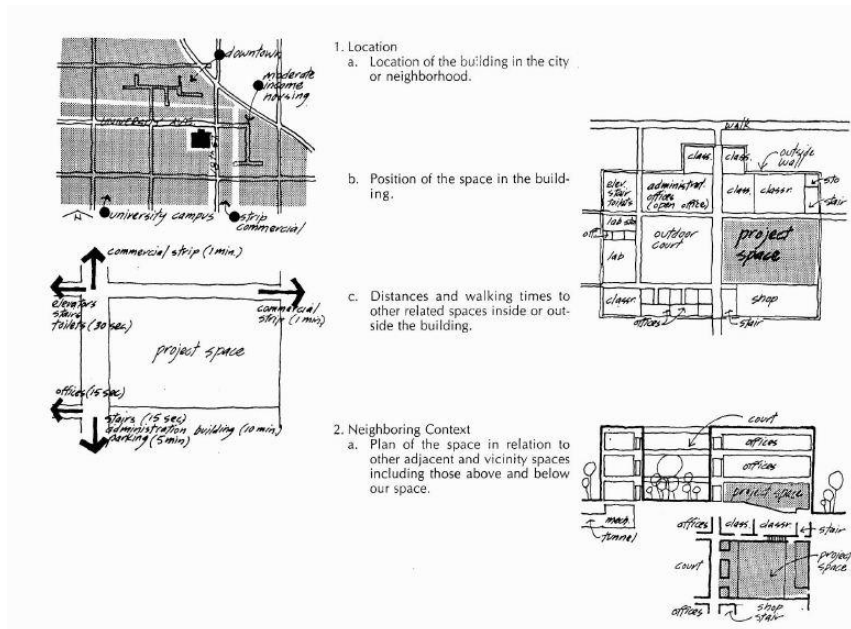 downtown
moderate
income
housing
UNIVERSITY AVE.
N
university campus
strip
commercial
1. Location
a. Location of the building in the city
or neighborhood.
b. Position of the space in the build-
ing.
c. Distances and walking times to
other related spaces inside or out-
side the building.
2. Neighboring Context
a. Plan of the space in relation to
other adjacent and vicinity spaces
including those above and below
our space.
commercial strip (1 min.)
elevators
stairs
toilets (30 sec)
commercial
strip (1 min)
project space
offices (15 sec)
stairs (15 sec)
administration building (10 min)
parking (5 min)
walk
class. class.
outside
wall
elev.
stair
toilets
administrat.
offices
(open office)
class. classr.
sto
stair
lab sto
off.
lab
outdoor
court
project
space
classr.
shop
offices
stair
court
offices
offices
project space
mech.
tunnel
offices class. classr. stair
court
project
space
offices
shop
stair